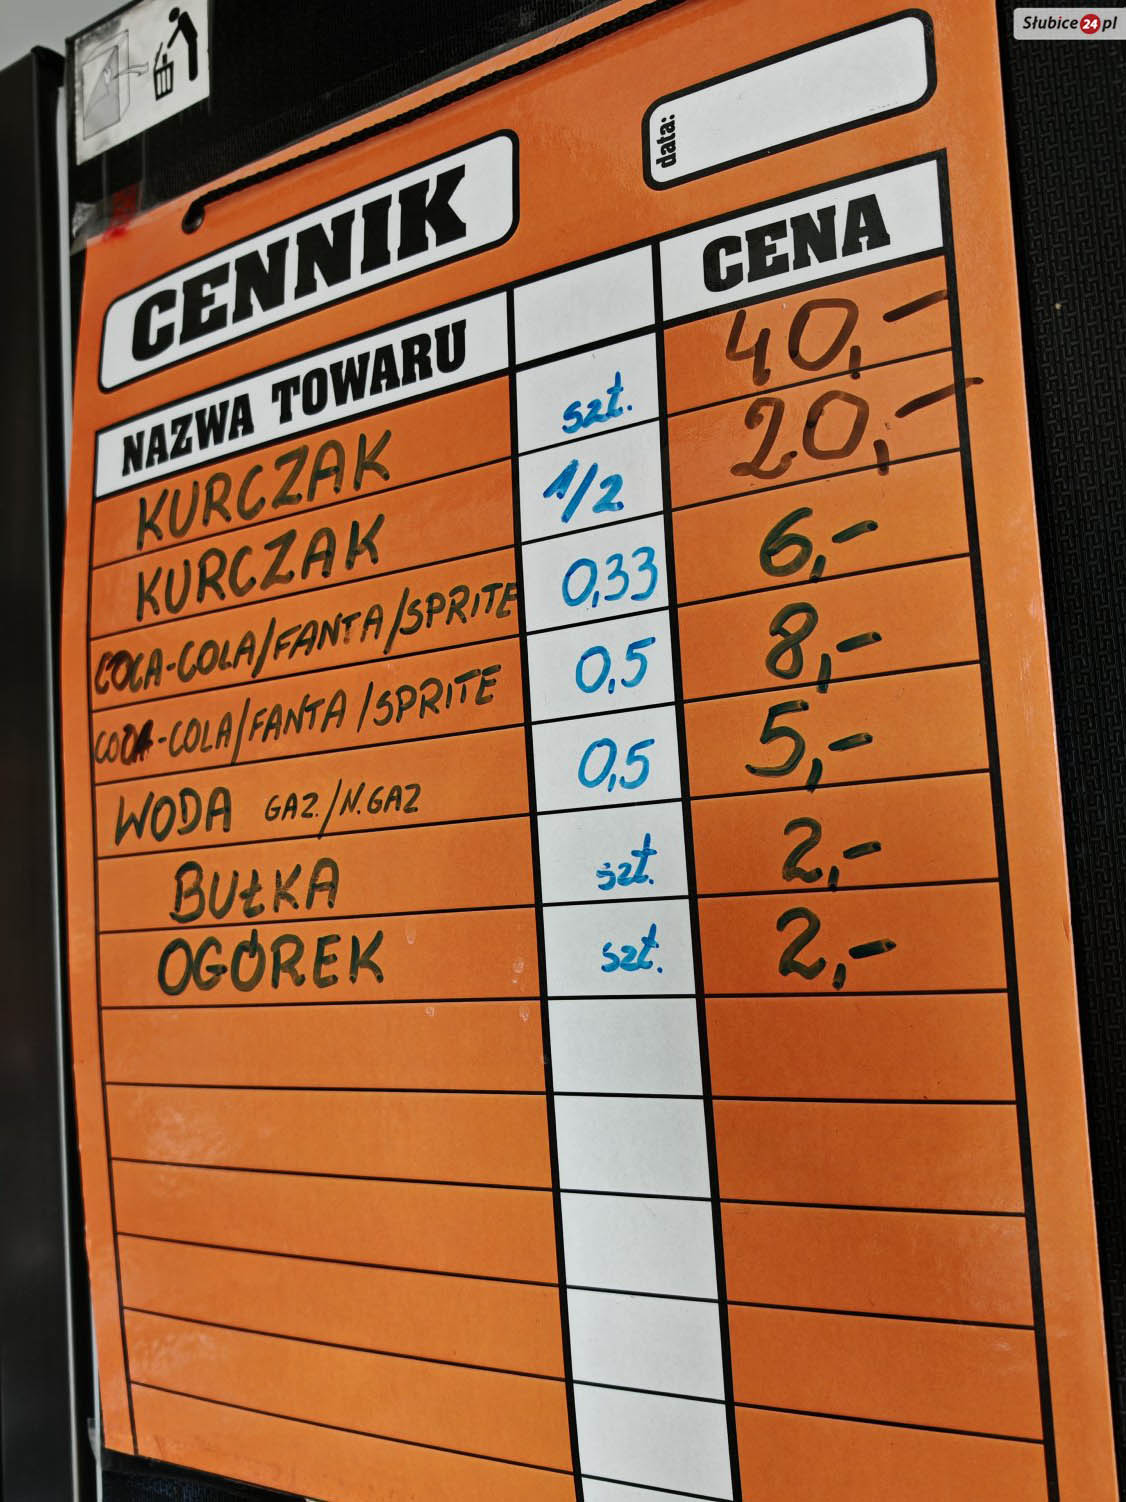 Słubice24pl
data:
CENNIK
NAZWA TOWARU CENA
KURCZAK szt. 40,-
KURCZAK 1/2 20,-
COCA-COLA/FANTA/SPRITE 0,33 6,-
COCA-COLA/FANTA/SPRITE 0,5 8,-
WODA GAZ./N.GAZ 0,5 5,-
BUŁKA szt. 2,-
OGÓREK szt. 2,-